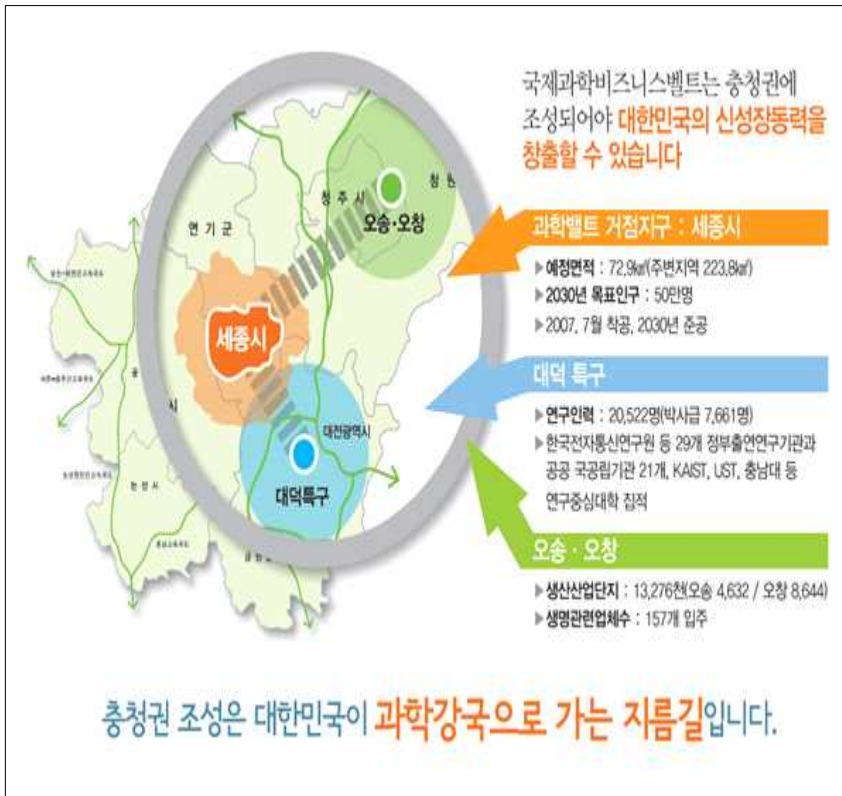 국제과학비즈니스벨트는 충청권에
조성되어야 대한민국의 신성장동력을
창출할 수 있습니다
청원
청주시
오송·오창
연기군
과학밸트 거점지구 : 세종시
▶예정면적 : 72.9㎢(주변지역 223.8㎢)
▶2030년 목표인구 : 50만명
▶2007. 7월 착공, 2030년 준공
세종시
시
대덕 특구
▶연구인력 : 20,522명(박사급 7,661명)
▶한국전자통신연구원 등 29개 정부출연연구기관과
공공 국공립기관 21개, KAIST, UST, 충남대 등
연구중심대학 집적
대전광역시
대덕특구
논산시
오송 · 오창
▶생산산업단지 : 13,276천(오송 4,632 / 오창 8,644)
▶생명관련업체수 : 157개 입주
충청권 조성은 대한민국이 과학강국으로 가는 지름길입니다.